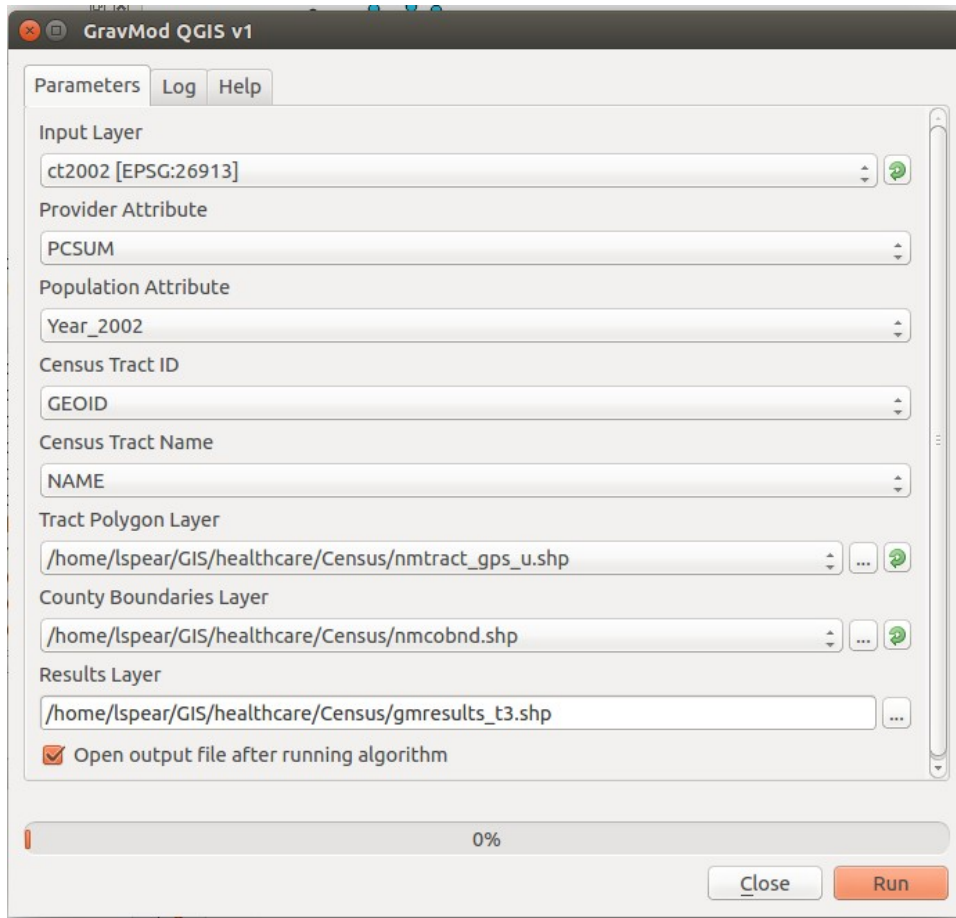 GravMod QGIS v1
Parameters Log Help
Input Layer
ct2002 [EPSG:26913]
Provider Attribute
PCSUM
Population Attribute
Year_2002
Census Tract ID
GEOID
Census Tract Name
NAME
Tract Polygon Layer
/home/lspear/GIS/healthcare/Census/nmtract_gps_u.shp
...
County Boundaries Layer
/home/lspear/GIS/healthcare/Census/nmcobnd.shp
...
Results Layer
/home/lspear/GIS/healthcare/Census/gmresults_t3.shp
...
Open output file after running algorithm
0%
Close Run